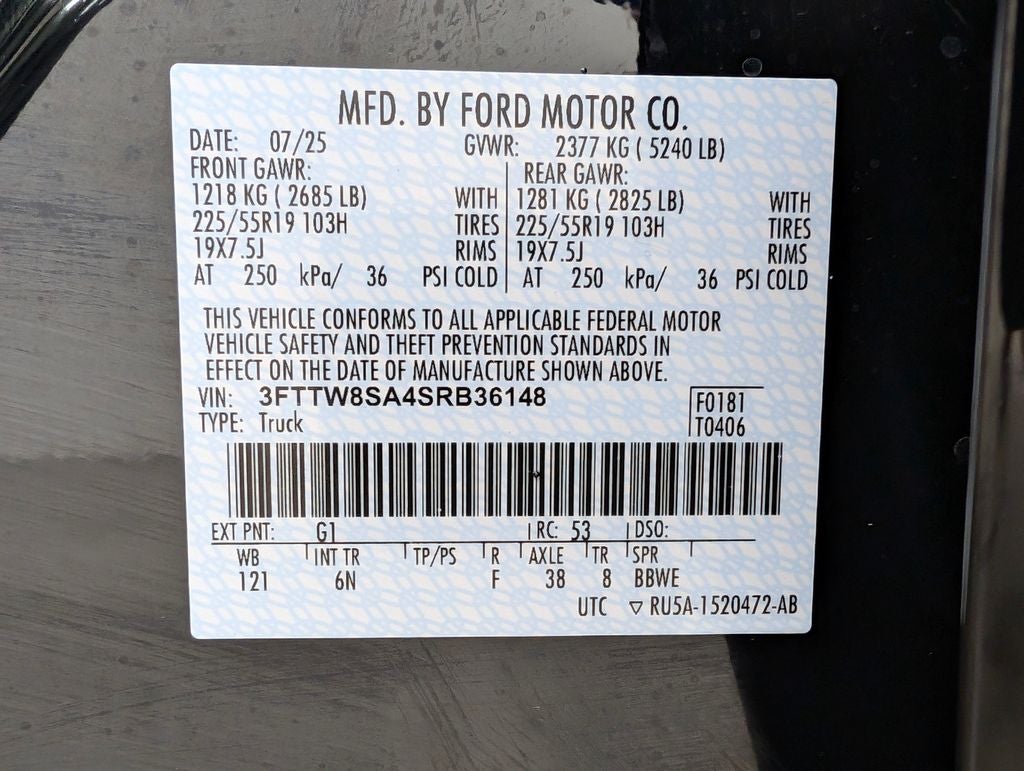 MFD. BY FORD MOTOR CO.
DATE: 07/25 GVWR: 2377 KG ( 5240 LB)
FRONT GAWR: REAR GAWR:
1218 KG ( 2685 LB) WITH 1281 KG ( 2825 LB) WITH
225/55R19 103H TIRES 225/55R19 103H TIRES
19X7.5J RIMS 19X7.5J RIMS
AT 250 kPa/ 36 PSI COLD AT 250 kPa/ 36 PSI COLD
THIS VEHICLE CONFORMS TO ALL APPLICABLE FEDERAL MOTOR
VEHICLE SAFETY AND THEFT PREVENTION STANDARDS IN
EFFECT ON THE DATE OF MANUFACTURE SHOWN ABOVE.
VIN: 3FTTW8SA4SRB36148 F0181
TYPE: Truck T0406
EXT PNT: G1 RC: 53 DSO:
WB INT TR TP/PS R AXLE TR SPR
121 6N F 38 8 BBWE
UTC ▽ RU5A-1520472-AB